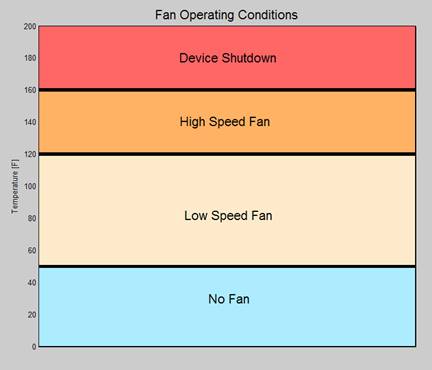 Fan Operating Conditions
200
180
Device Shutdown
160
140
High Speed Fan
120
100
Temperature [F]
80
Low Speed Fan
60
40
No Fan
20
0